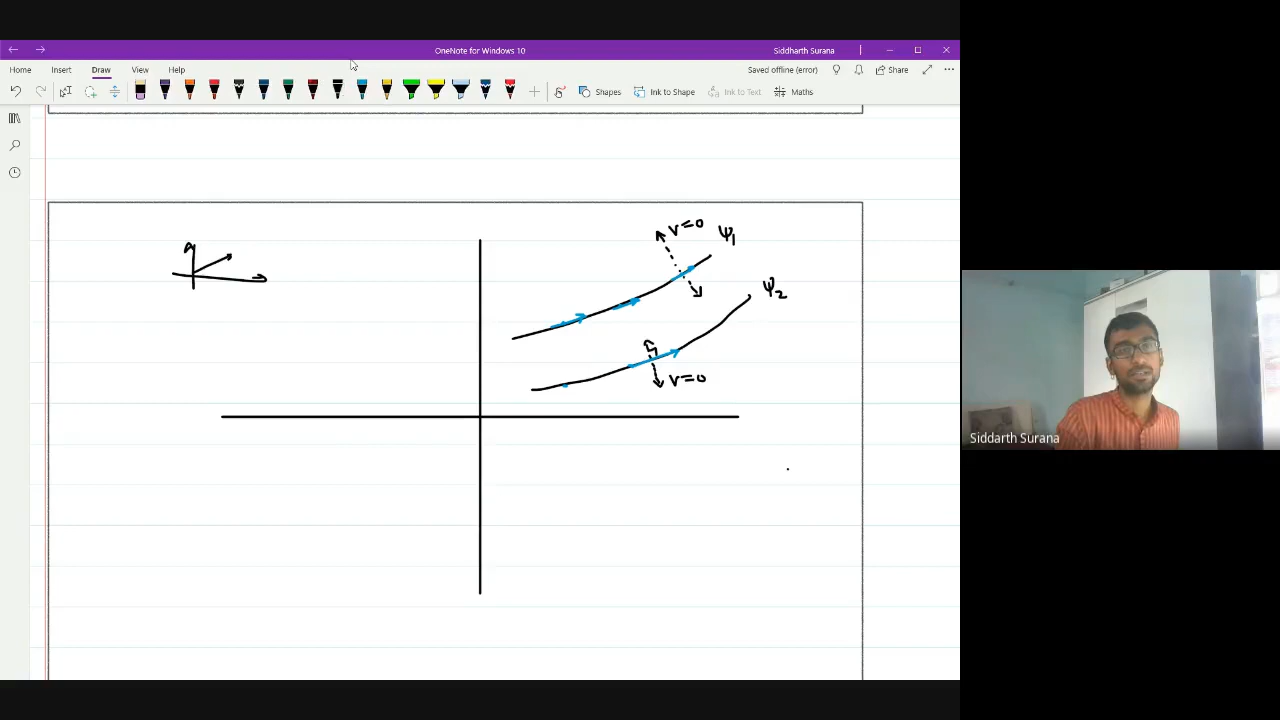 OneNote for Windows 10
Siddharth Surana
Home Insert Draw View Help
Saved offline (error)
Share
Shapes
Ink to Shape
Ink to Text
Maths
V=0
ψ1
ψ2
V=0
Siddarth Surana